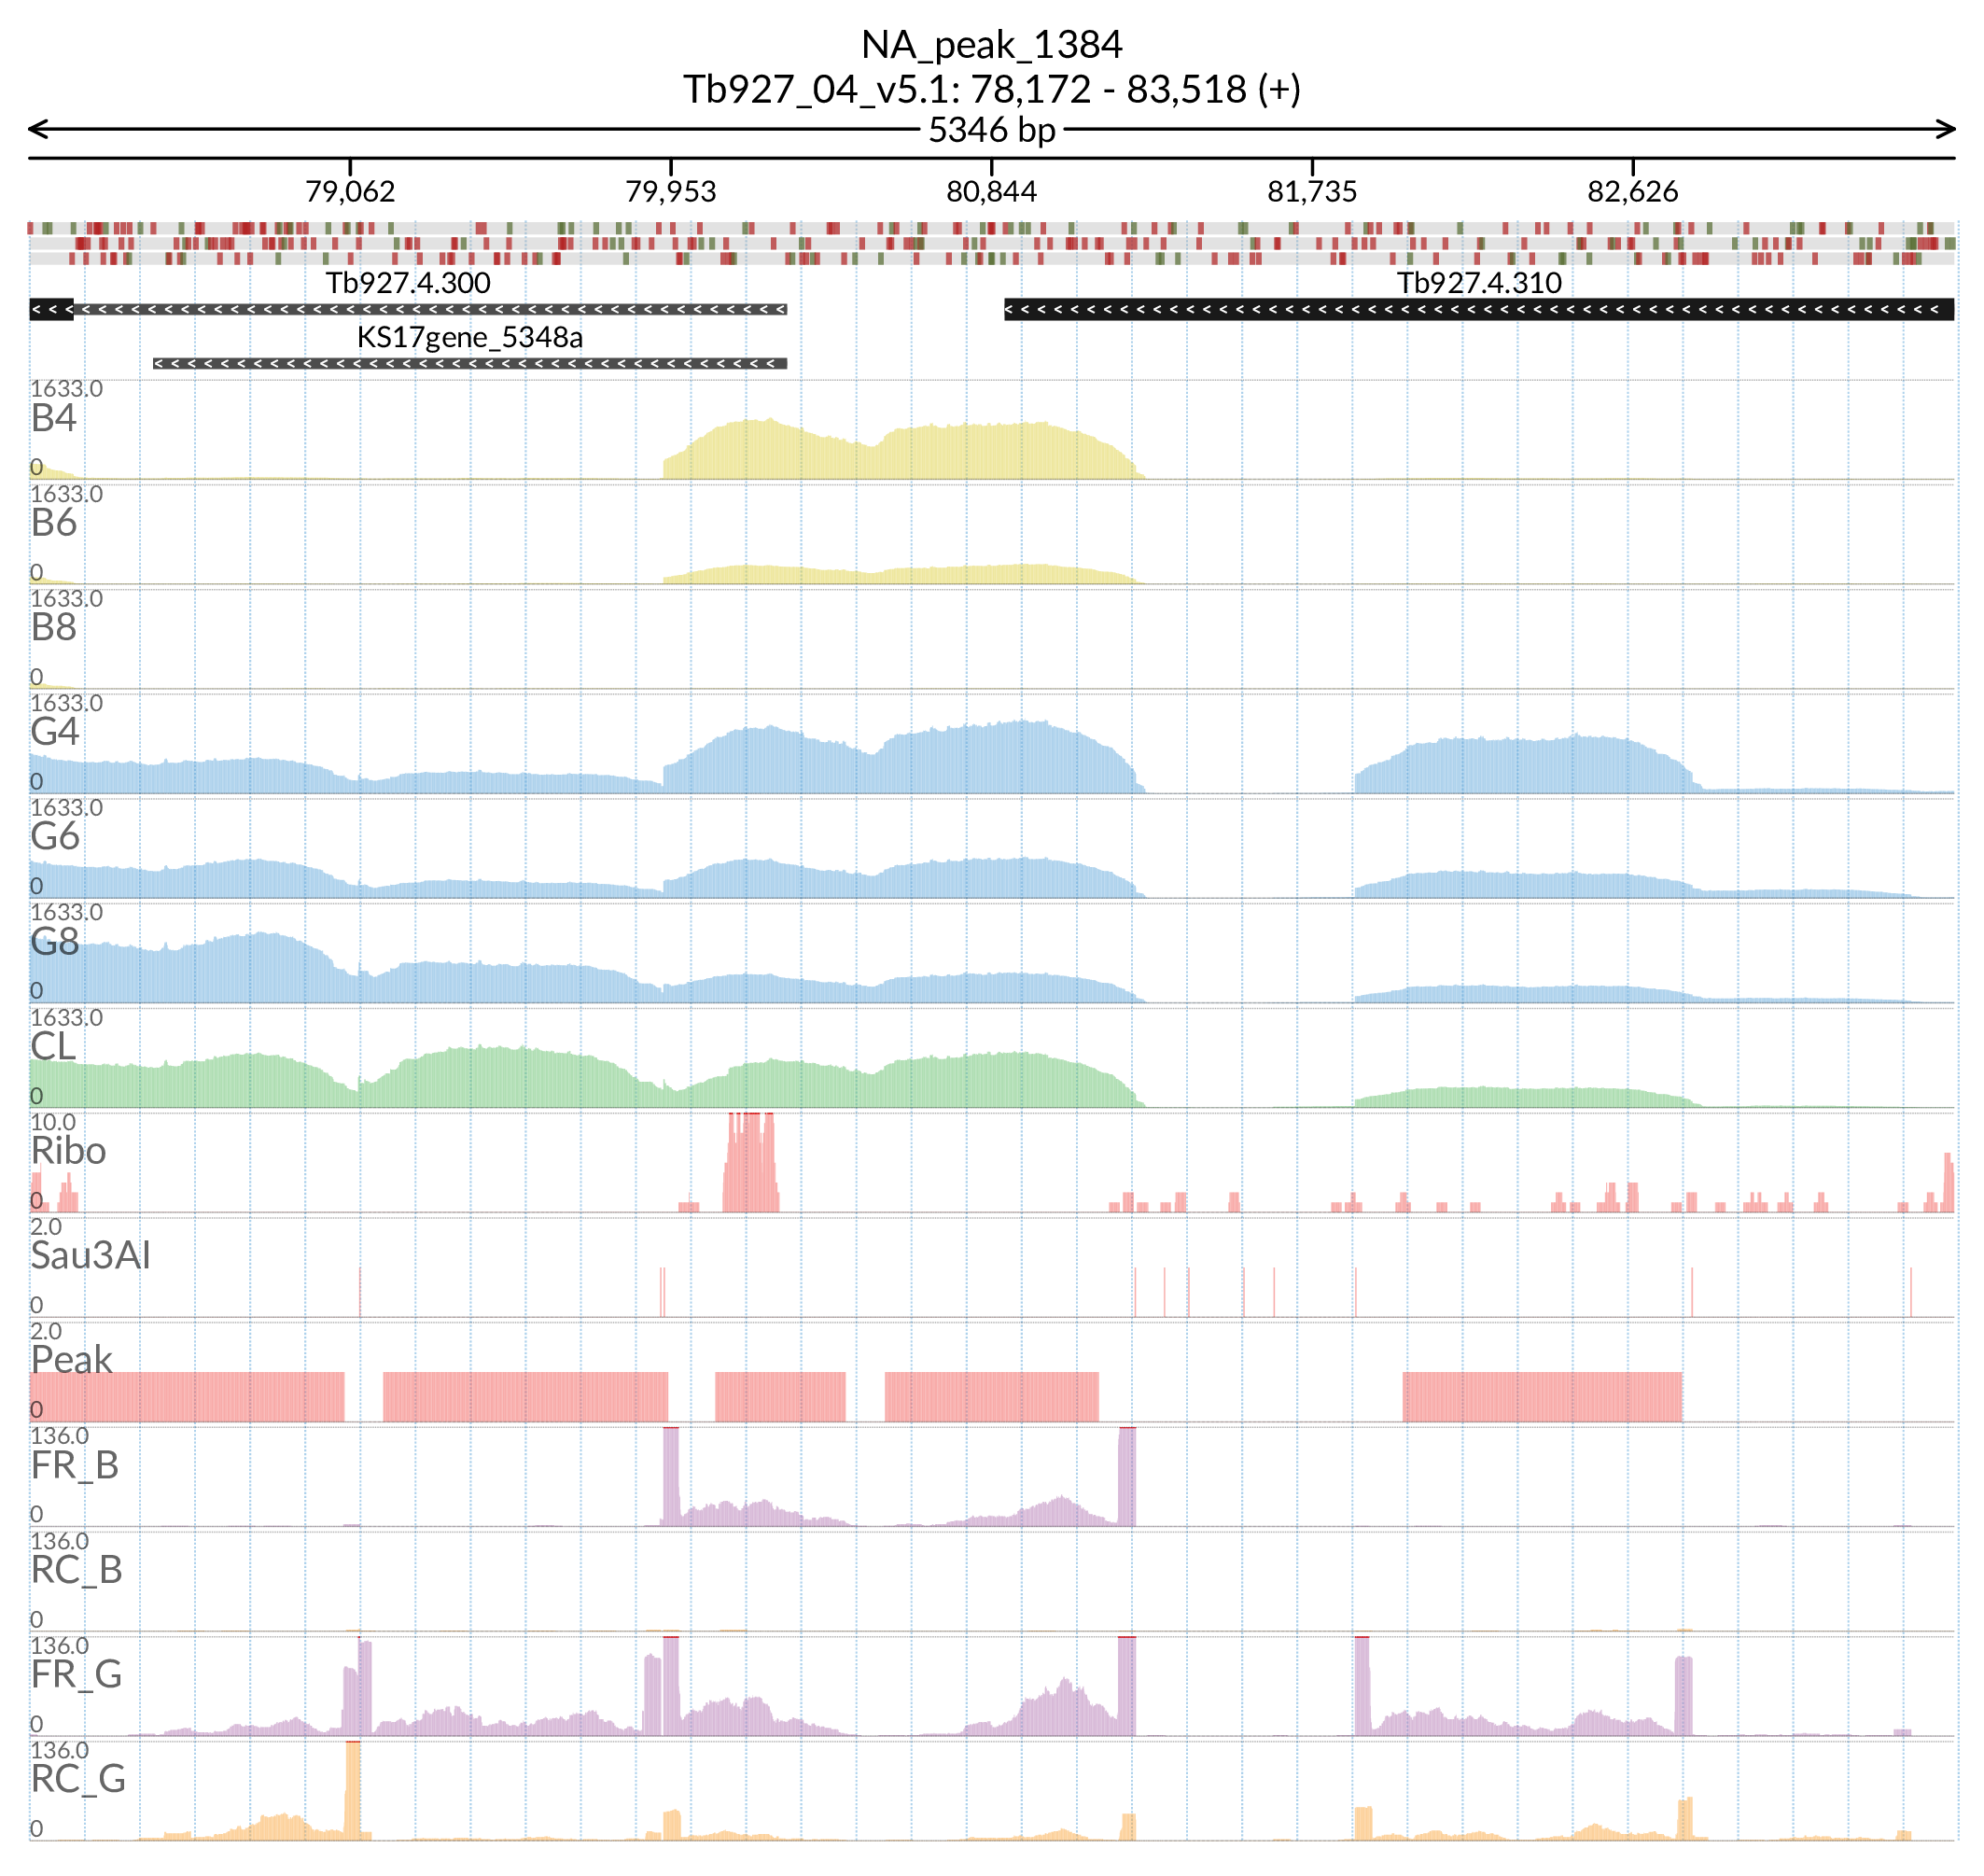 NA_peak_1384
Tb927_04_v5.1: 78,172 - 83,518 (+)
5346 bp
79,062 79,953 80,844 81,735 82,626
Tb927.4.300 Tb927.4.310
KS17gene_5348a
1633.0
B4
0
1633.0
B6
0
1633.0
B8
0
1633.0
G4
0
1633.0
G6
0
1633.0
G8
0
1633.0
CL
0
10.0
Ribo
0
2.0
Sau3AI
0
2.0
Peak
0
136.0
FR_B
0
136.0
RC_B
0
136.0
FR_G
0
136.0
RC_G
0